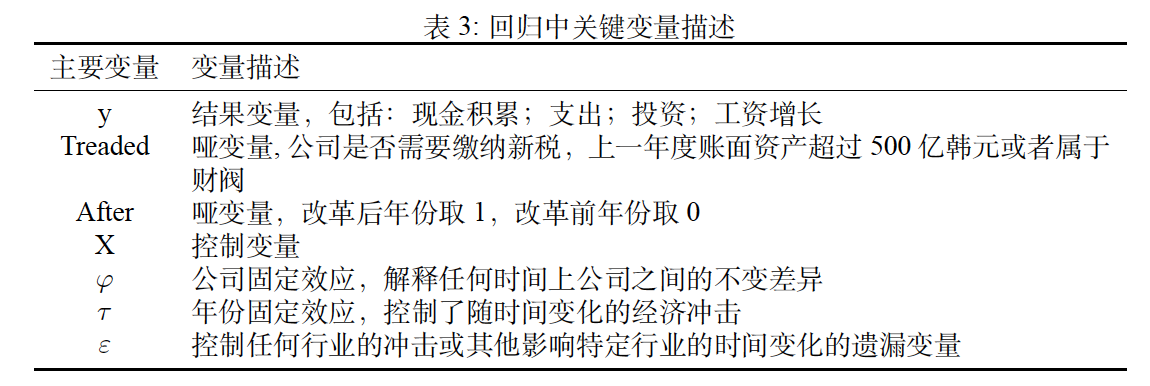 表 3: 回归中关键变量描述
主要变量 变量描述
y 结果变量，包括：现金积累；支出；投资；工资增长
Treaded 哑变量, 公司是否需要缴纳新税，上一年度账面资产超过 500 亿韩元或者属于
财阀
After 哑变量，改革后年份取 1，改革前年份取 0
X 控制变量
φ 公司固定效应，解释任何时间上公司之间的不变差异
τ 年份固定效应，控制了随时间变化的经济冲击
ε 控制任何行业的冲击或其他影响特定行业的时间变化的遗漏变量